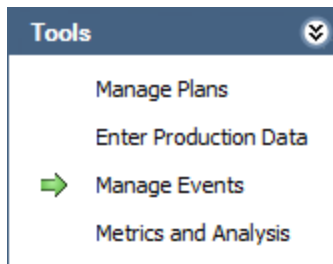 Tools
Manage Plans
Enter Production Data
Manage Events
Metrics and Analysis